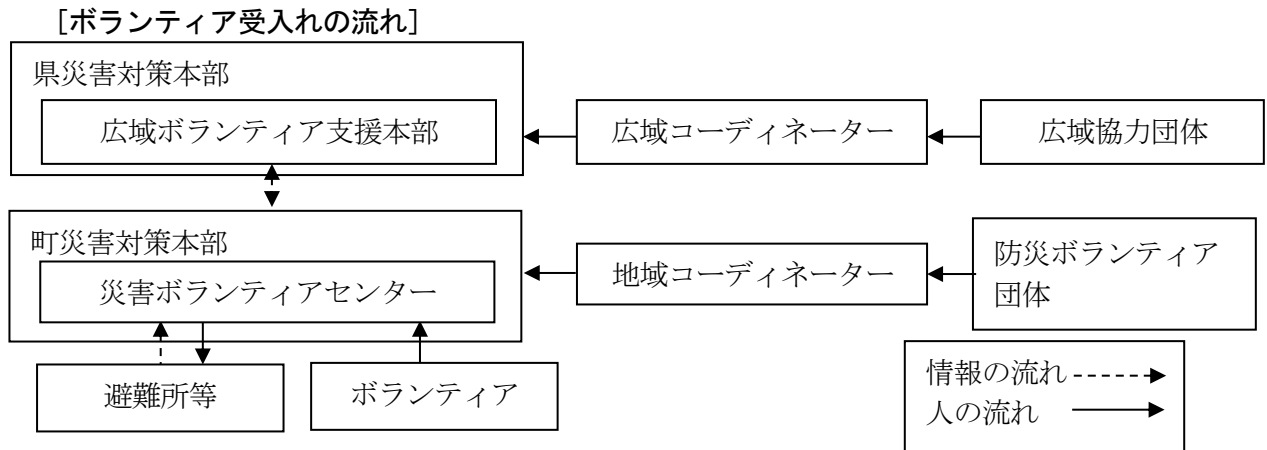 [ボランティア受入れの流れ]
県災害対策本部
広域ボランティア支援本部
広域コーディネーター
広域協力団体
町災害対策本部
災害ボランティアセンター
地域コーディネーター
防災ボランティア
団体
避難所等
ボランティア
情報の流れ
人の流れ